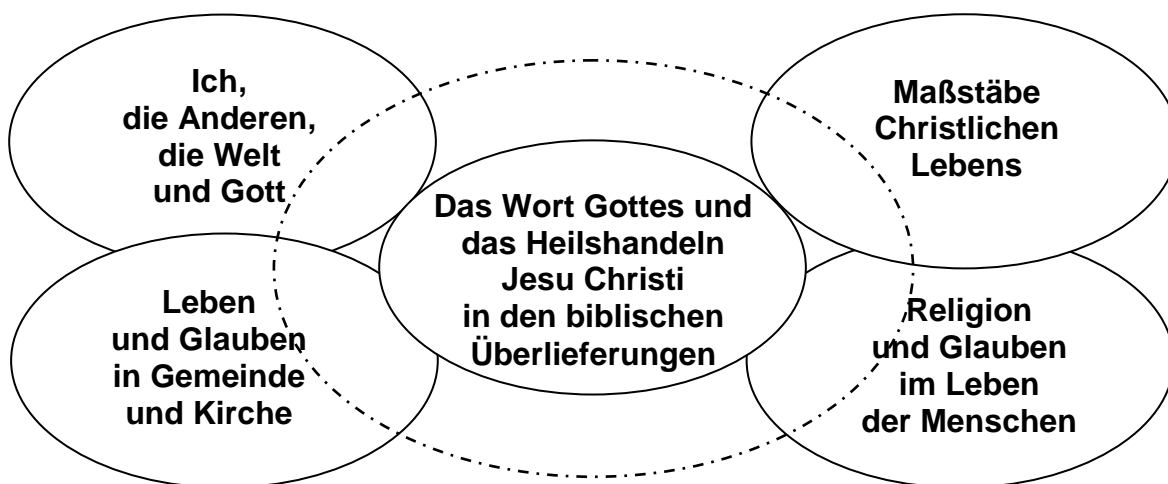 Ich,
die Anderen,
die Welt
und Gott
Maßstäbe
Christlichen
Lebens
Das Wort Gottes und
das Heilshandeln
Jesu Christi
in den biblischen
Überlieferungen
Leben
und Glauben
in Gemeinde
und Kirche
Religion
und Glauben
im Leben
der Menschen